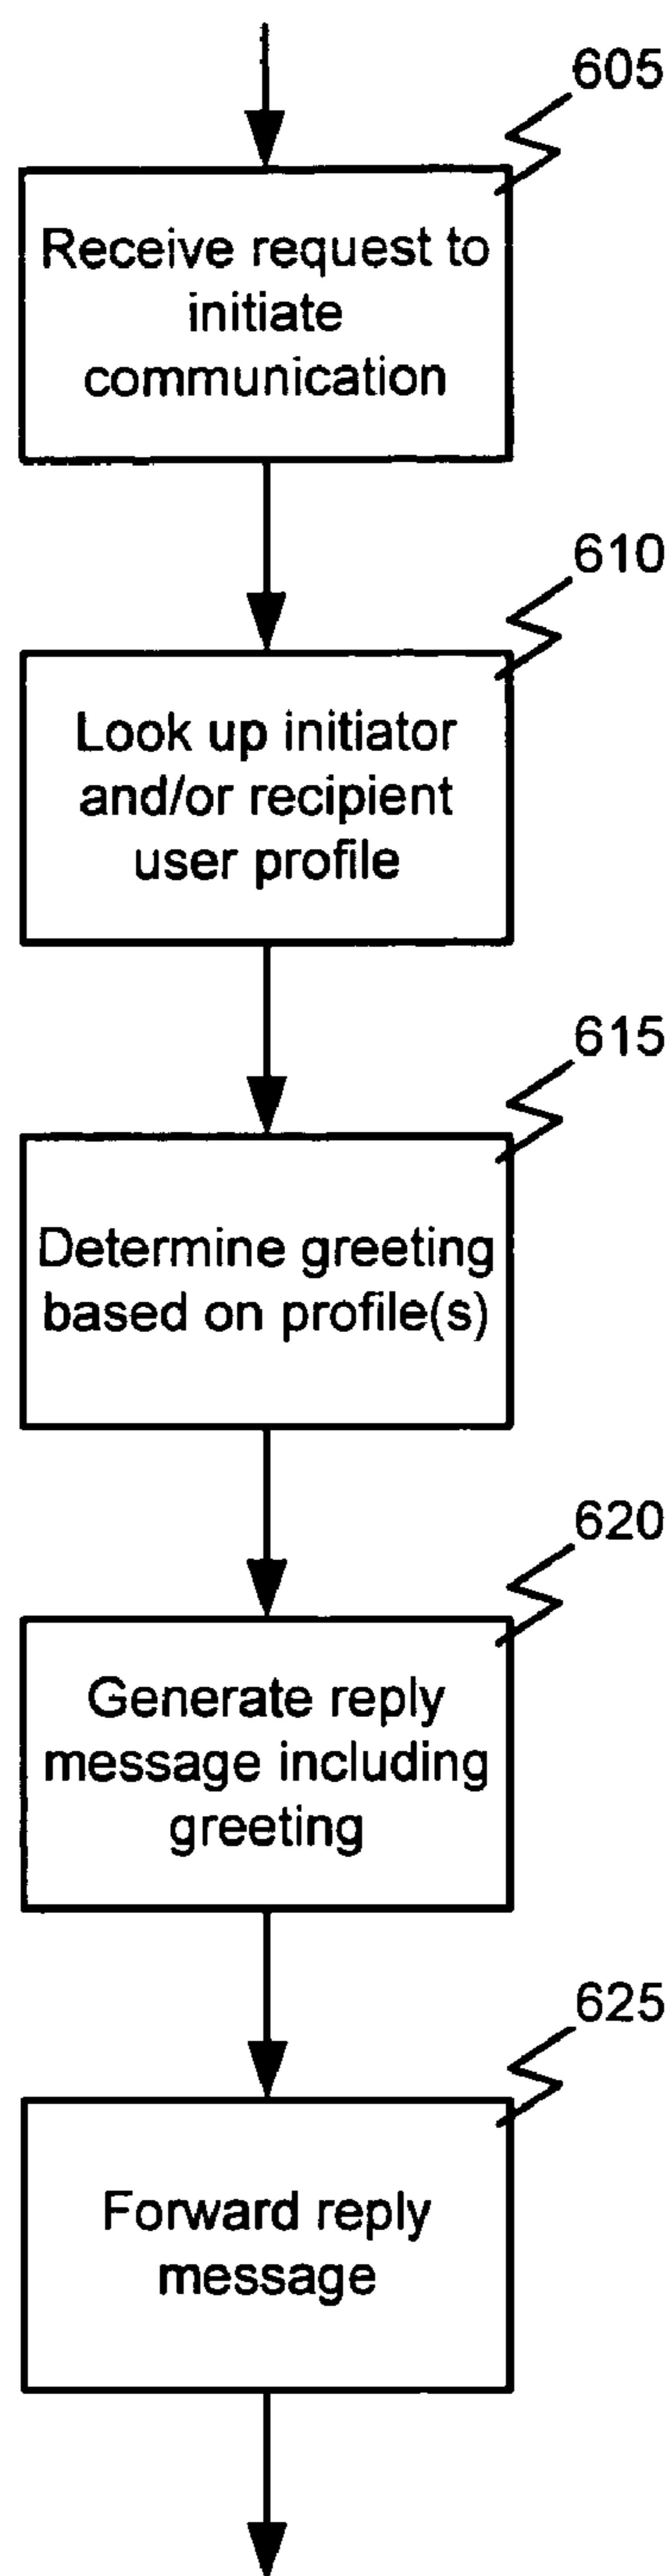 605
Receive request to
initiate
communication
610
Look up initiator
and/or recipient
user profile
615
Determine greeting
based on profile(s)
620
Generate reply
message including
greeting
625
Forward reply
message